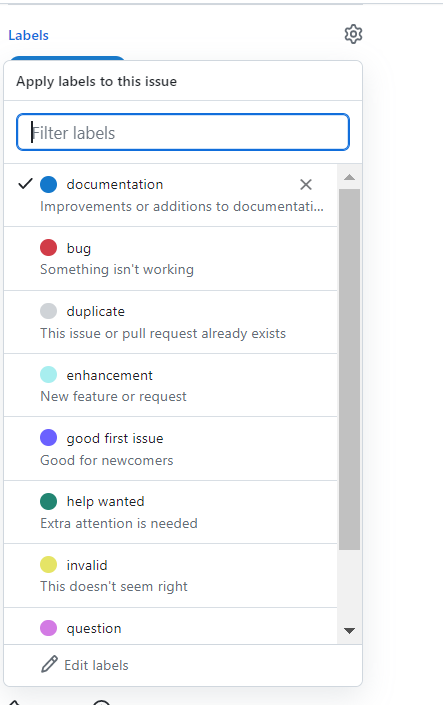 Labels
Apply labels to this issue
Filter labels
documentation
Improvements or additions to documentati...
bug
Something isn't working
duplicate
This issue or pull request already exists
enhancement
New feature or request
good first issue
Good for newcomers
help wanted
Extra attention is needed
invalid
This doesn't seem right
question
Edit labels